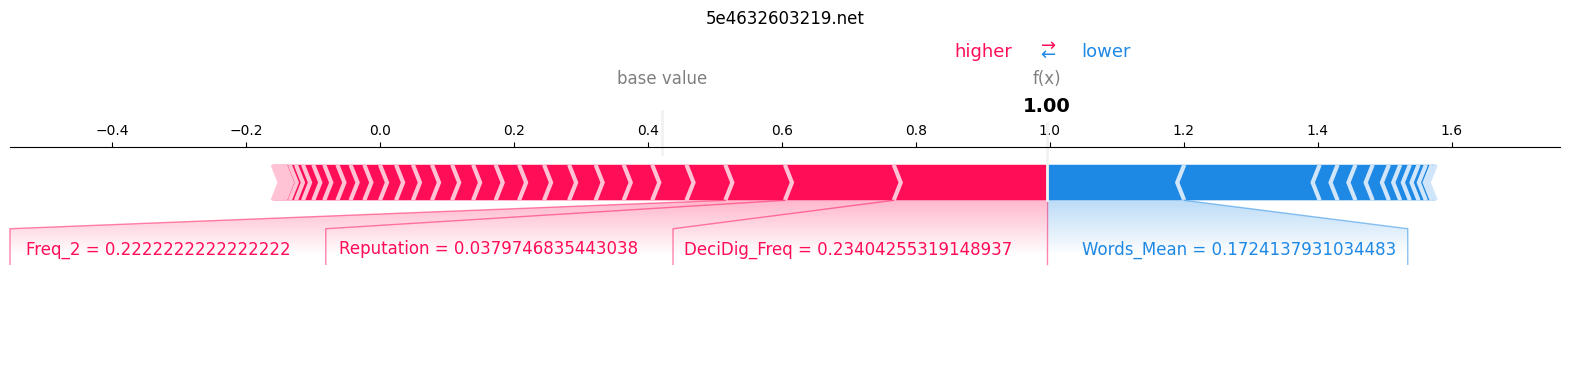 5e4632603219.net
higher → ← lower
base value f(x)
1.00
−0.4 −0.2 0.0 0.2 0.4 0.6 0.8 1.0 1.2 1.4 1.6
Freq_2 = 0.2222222222222222 Reputation = 0.0379746835443038 DeciDig_Freq = 0.23404255319148937 Words_Mean = 0.1724137931034483